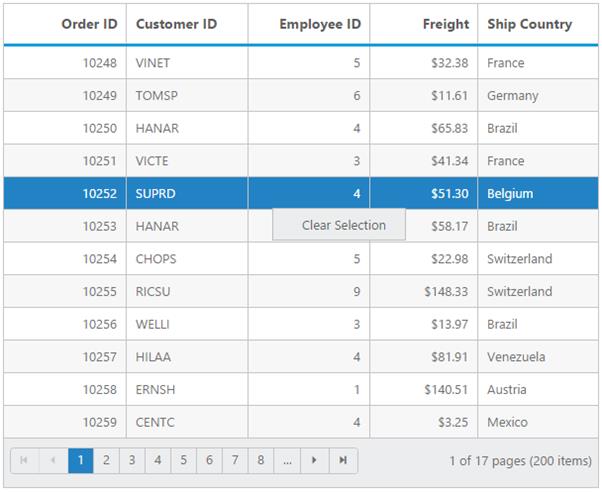 Order ID Customer ID Employee ID Freight Ship Country
10248 VINET 5 $32.38 France
10249 TOMSP 6 $11.61 Germany
10250 HANAR 4 $65.83 Brazil
10251 VICTE 3 $41.34 France
10252 SUPRD 4 $51.30 Belgium
Clear Selection
10253 HANAR $58.17 Brazil
10254 CHOPS 5 $22.98 Switzerland
10255 RICSU 9 $148.33 Switzerland
10256 WELLI 3 $13.97 Brazil
10257 HILAA 4 $81.91 Venezuela
10258 ERNSH 1 $140.51 Austria
10259 CENTC 4 $3.25 Mexico
1 2 3 4 5 6 7 8 ... 1 of 17 pages (200 items)